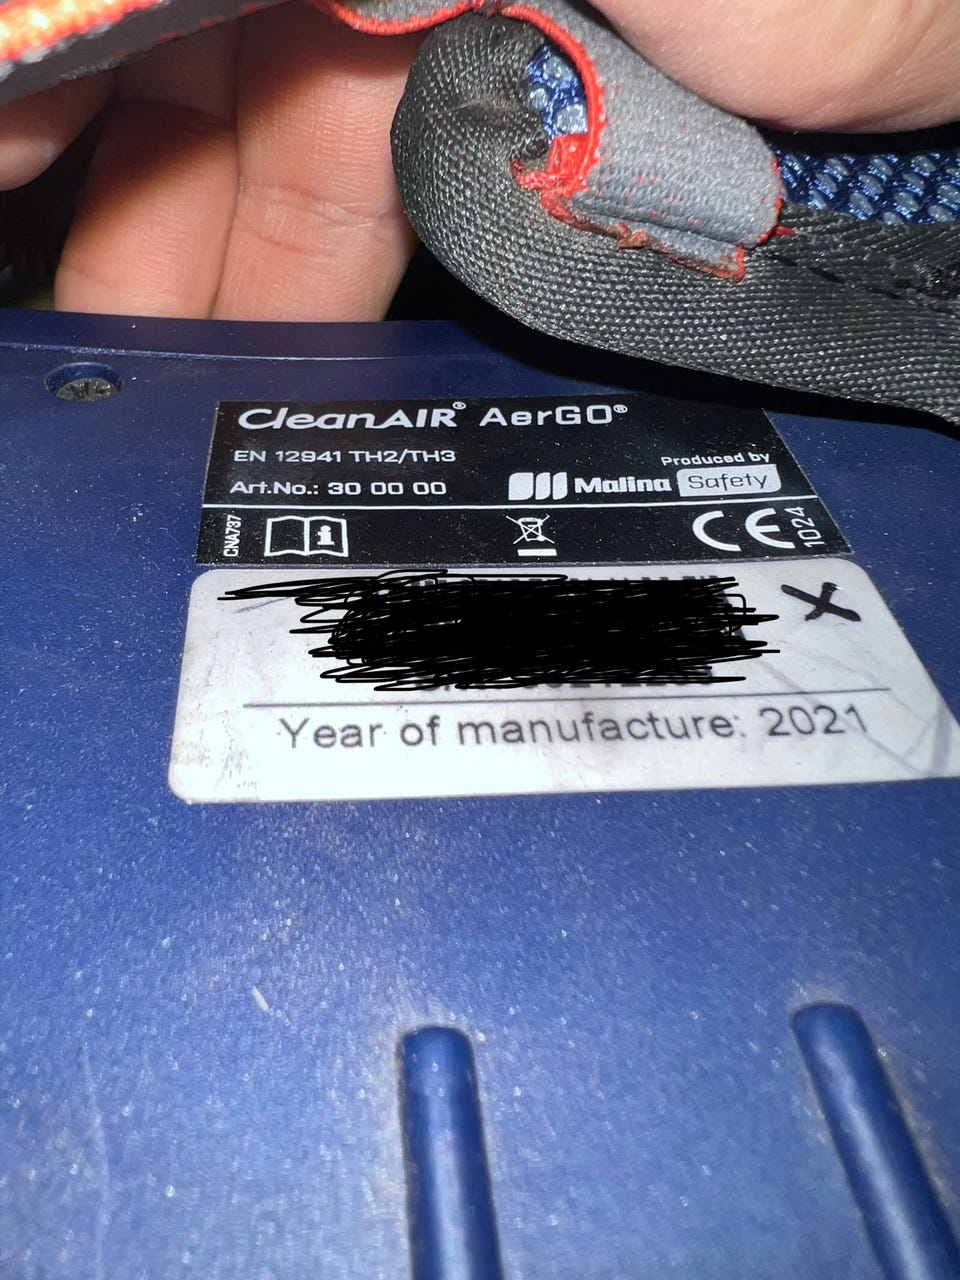 CleanAIR® AerGO®
EN 12941 TH2/TH3
Art.No.: 30 00 00
Produced by
Malina Safety
CNA737
i
CE 1024
X
Year of manufacture: 2021